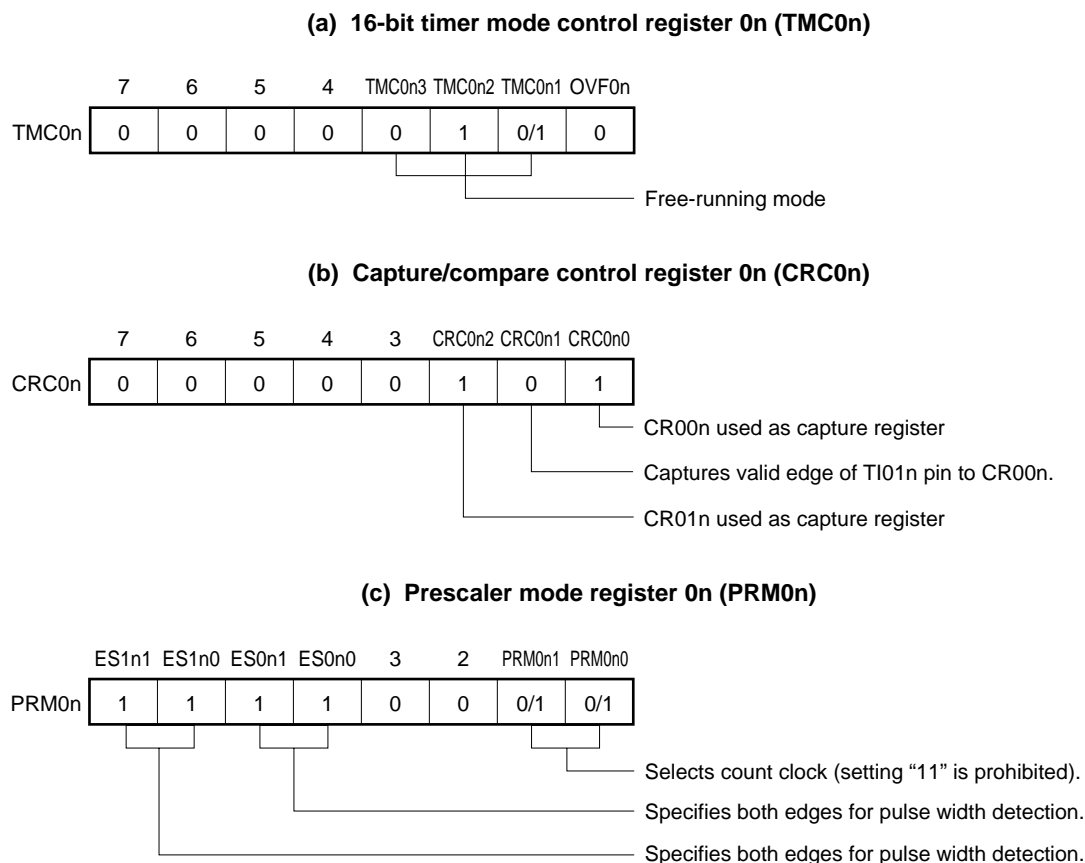 (a) 16-bit timer mode control register 0n (TMC0n)
7 6 5 4 TMC0n3 TMC0n2 TMC0n1 OVF0n
TMC0n 0 0 0 0 0 1 0/1 0
Free-running mode
(b) Capture/compare control register 0n (CRC0n)
7 6 5 4 3 CRC0n2 CRC0n1 CRC0n0
CRC0n 0 0 0 0 0 1 0 1
CR00n used as capture register
Captures valid edge of TI01n pin to CR00n.
CR01n used as capture register
(c) Prescaler mode register 0n (PRM0n)
ES1n1 ES1n0 ES0n1 ES0n0 3 2 PRM0n1 PRM0n0
PRM0n 1 1 1 1 0 0 0/1 0/1
Selects count clock (setting “11” is prohibited).
Specifies both edges for pulse width detection.
Specifies both edges for pulse width detection.